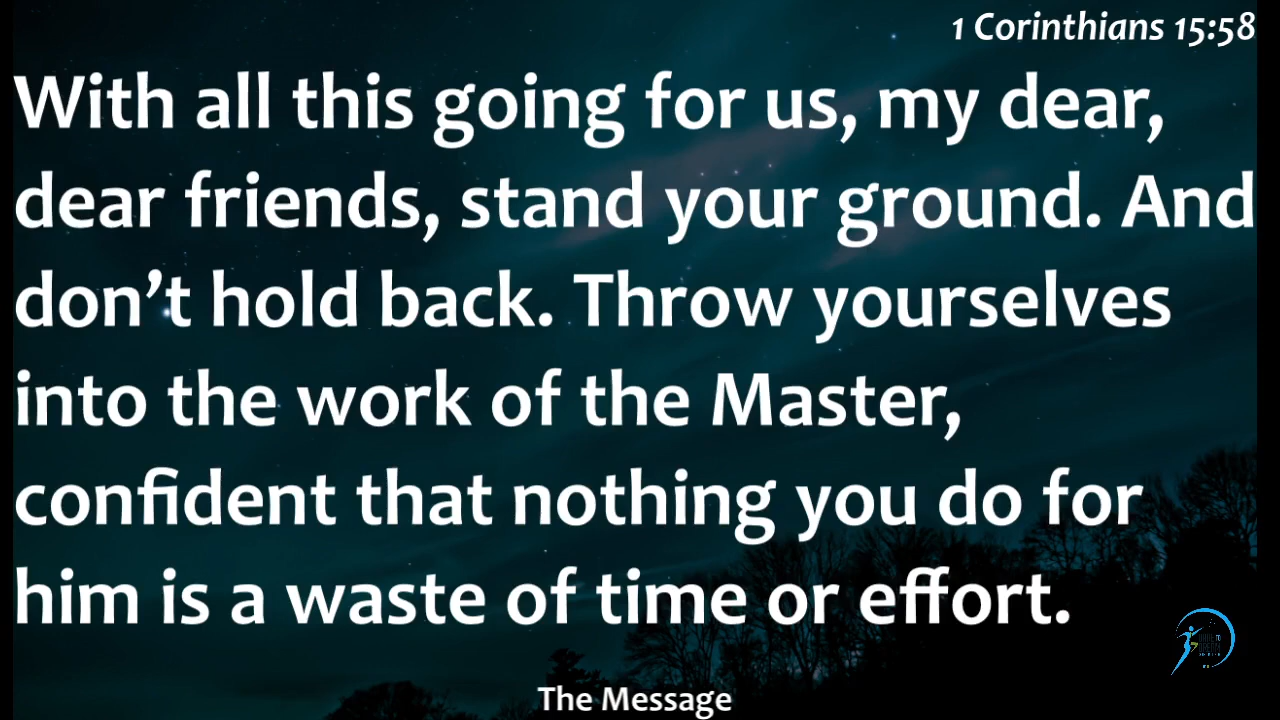 1 Corinthians 15:58
With all this going for us, my dear,
dear friends, stand your ground. And
don’t hold back. Throw yourselves
into the work of the Master,
confident that nothing you do for
him is a waste of time or effort.
The Message